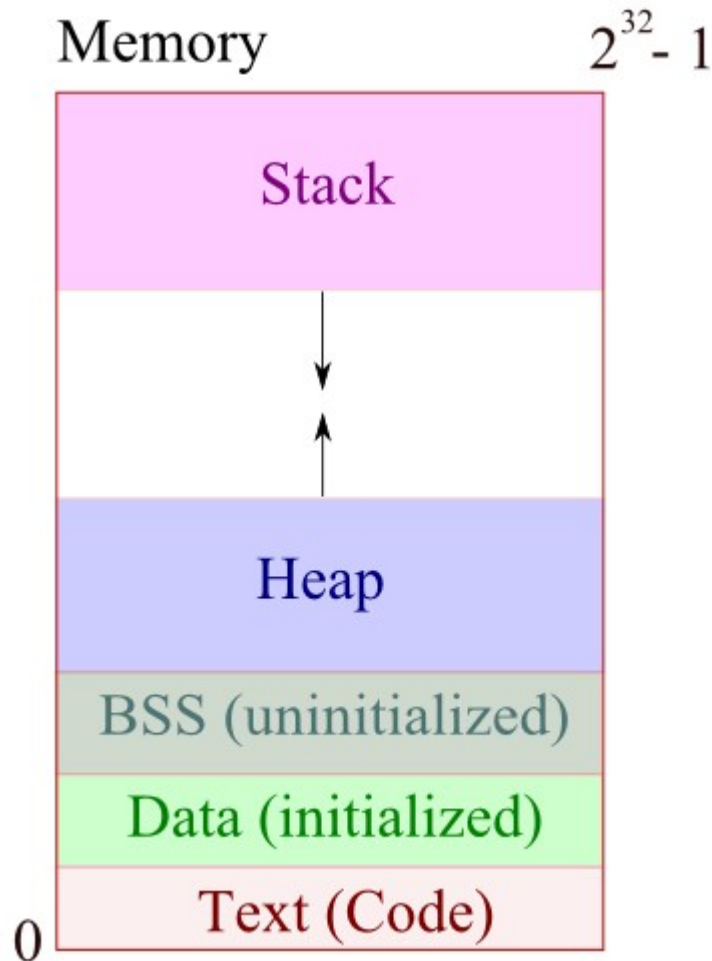 Memory 2^32 - 1
Stack
Heap
BSS (uninitialized)
Data (initialized)
Text (Code)
0